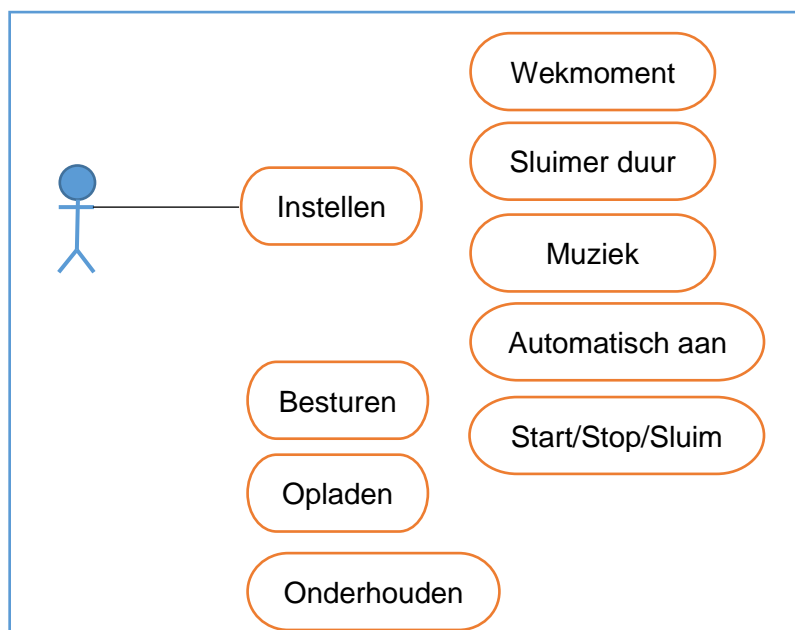 Wekmoment
Sluimer duur
Instellen
Muziek
Automatisch aan
Besturen
Start/Stop/Sluim
Opladen
Onderhouden